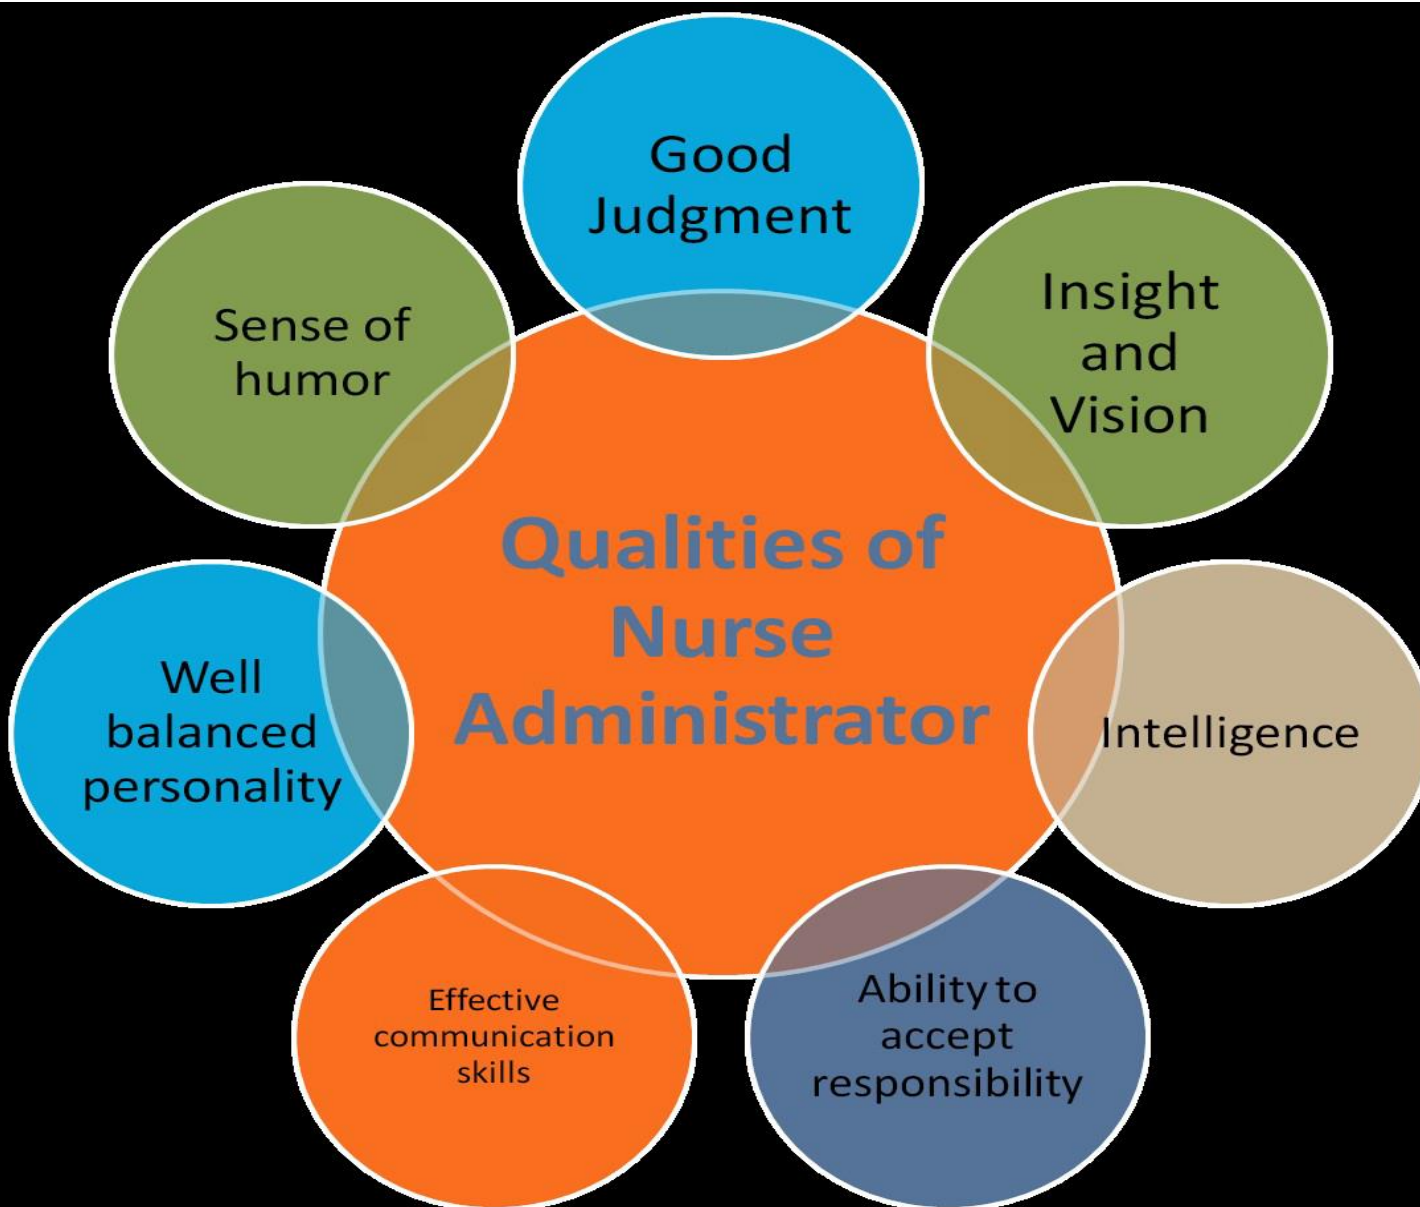 Good
Judgment
Insight
and
Vision
Sense of
humor
Qualities of
Nurse
Administrator
Well
balanced
personality
Intelligence
Effective
communication
skills
Ability to
accept
responsibility